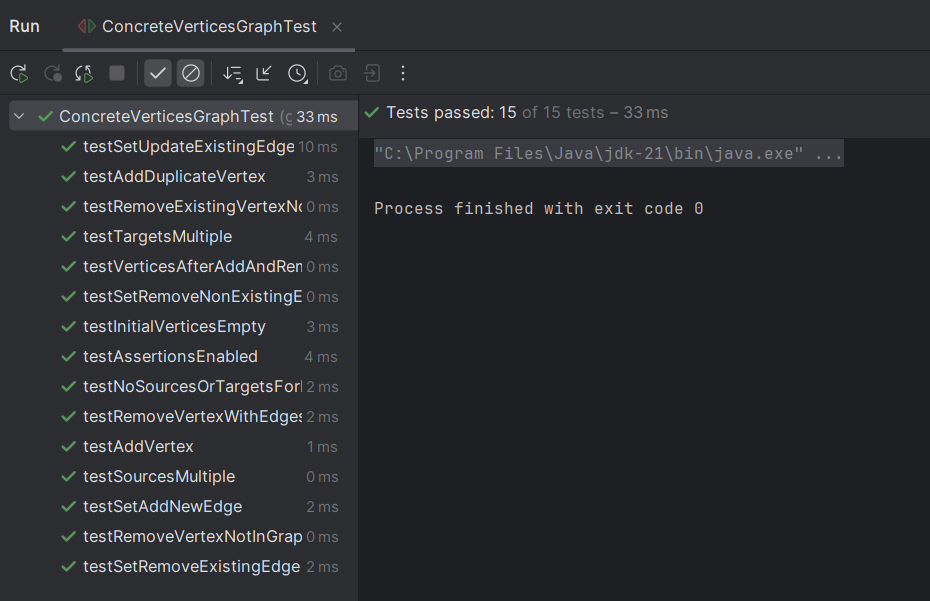 Run ConcreteVerticesGraphTest
ConcreteVerticesGraphTest (g 33 ms
testSetUpdateExistingEdge 10 ms
testAddDuplicateVertex 3 ms
testRemoveExistingVertexNo 0 ms
testTargetsMultiple 4 ms
testVerticesAfterAddAndRem 0 ms
testSetRemoveNonExistingE 0 ms
testInitialVerticesEmpty 3 ms
testAssertionsEnabled 4 ms
testNoSourcesOrTargetsForI 2 ms
testRemoveVertexWithEdges 2 ms
testAddVertex 1 ms
testSourcesMultiple 0 ms
testSetAddNewEdge 2 ms
testRemoveVertexNotInGrap 0 ms
testSetRemoveExistingEdge 2 ms
Tests passed: 15 of 15 tests – 33 ms
"C:\Program Files\Java\jdk-21\bin\java.exe" ...
Process finished with exit code 0